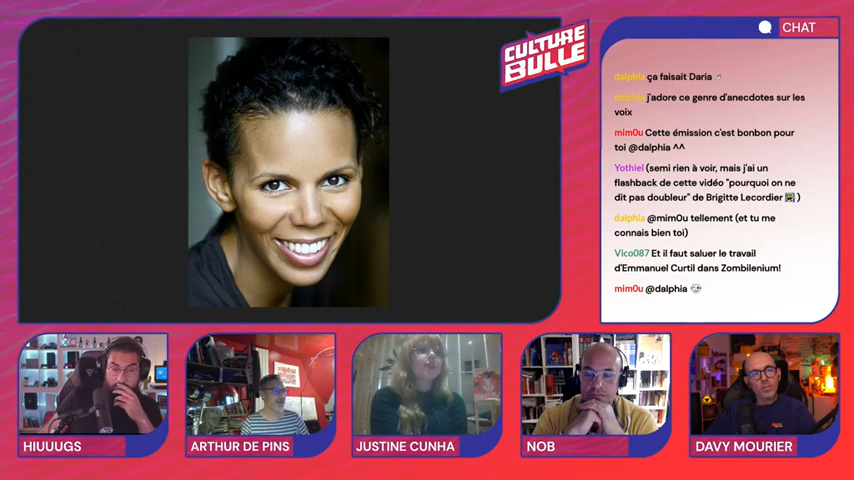 CULTURE
BULLE
CHAT
dalphia ça faisait Daria
dalphia j'adore ce genre d'anecdotes sur les
voix
mim0u Cette émission c'est bonbon pour
toi @dalphia ^^
Yothiel (semi rien à voir, mais j'ai un
flashback de cette vidéo "pourquoi on ne
dit pas doubleur" de Brigitte Lecordier )
dalphia @mim0u tellement (et tu me
connais bien toi)
Vico087 Et il faut saluer le travail
d'Emmanuel Curtil dans Zombilenium!
mim0u @dalphia
HIUUUGS
ARTHUR DE PINS
JUSTINE CUNHA
NOB
DAVY MOURIER